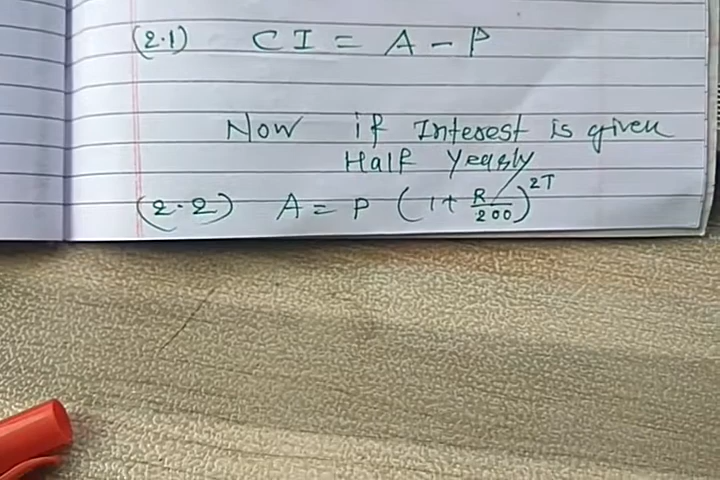 (2.1) CI = A - P
Now if Interest is given
Half Yearly
(2.2) A = P (1 + R/200)^2T